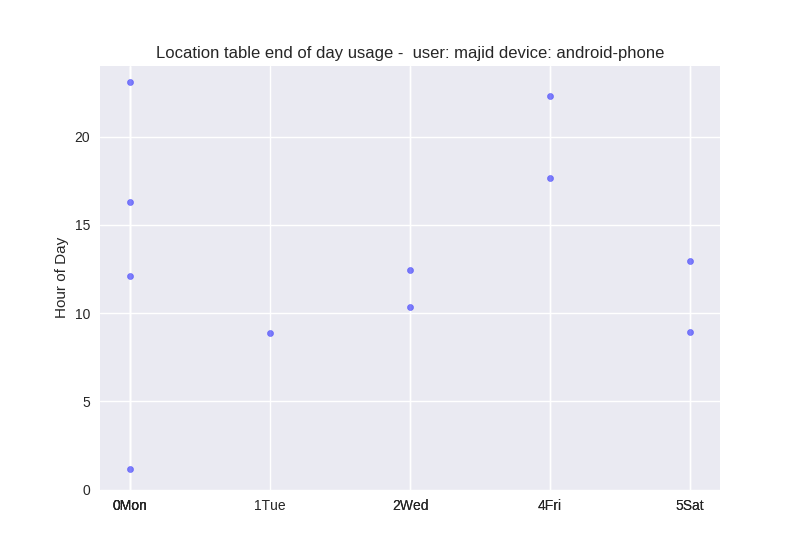 Location table end of day usage -  user: majid device: android-phone
20
15
10
5
0
Hour of Day
0Mon 1Tue 2Wed 4Fri 5Sat